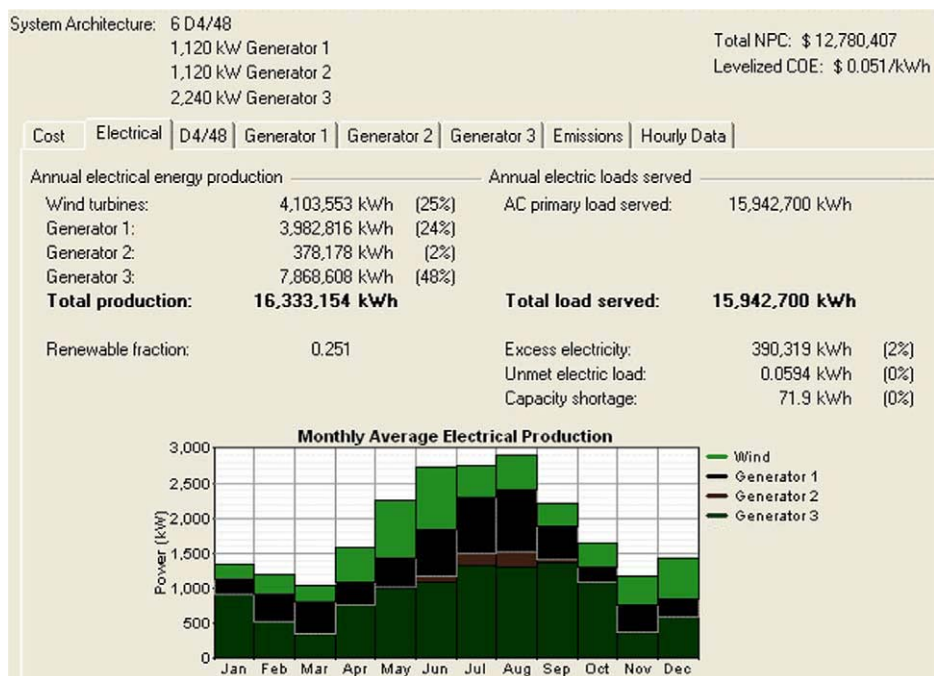 System Architecture: 6 D4/48
1,120 kW Generator 1
1,120 kW Generator 2
2,240 kW Generator 3
Total NPC: $ 12,780,407
Levelized COE: $ 0.051/kWh
Cost Electrical D4/48 Generator 1 Generator 2 Generator 3 Emissions Hourly Data
Annual electrical energy production
Wind turbines: 4,103,553 kWh (25%)
Generator 1: 3,982,816 kWh (24%)
Generator 2: 378,178 kWh (2%)
Generator 3: 7,868,608 kWh (48%)
Total production: 16,333,154 kWh
Renewable fraction: 0.251
Annual electric loads served
AC primary load served: 15,942,700 kWh
Total load served: 15,942,700 kWh
Excess electricity: 390,319 kWh (2%)
Unmet electric load: 0.0594 kWh (0%)
Capacity shortage: 71.9 kWh (0%)
Monthly Average Electrical Production
Power (kW)
3,000
2,500
2,000
1,500
1,000
500
0
Jan Feb Mar Apr May Jun Jul Aug Sep Oct Nov Dec
Wind
Generator 1
Generator 2
Generator 3